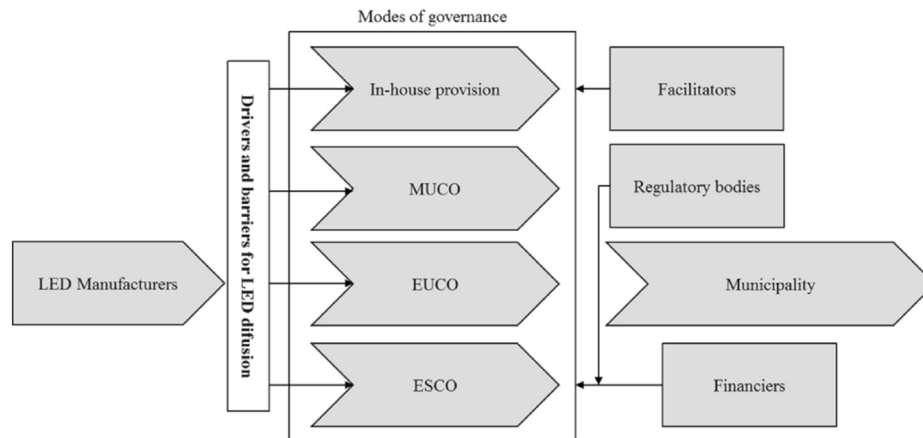 Modes of governance
In-house provision
Facilitators
Drivers and barriers for LED difusion
MUCO
Regulatory bodies
LED Manufacturers
EUCO
Municipality
ESCO
Financiers